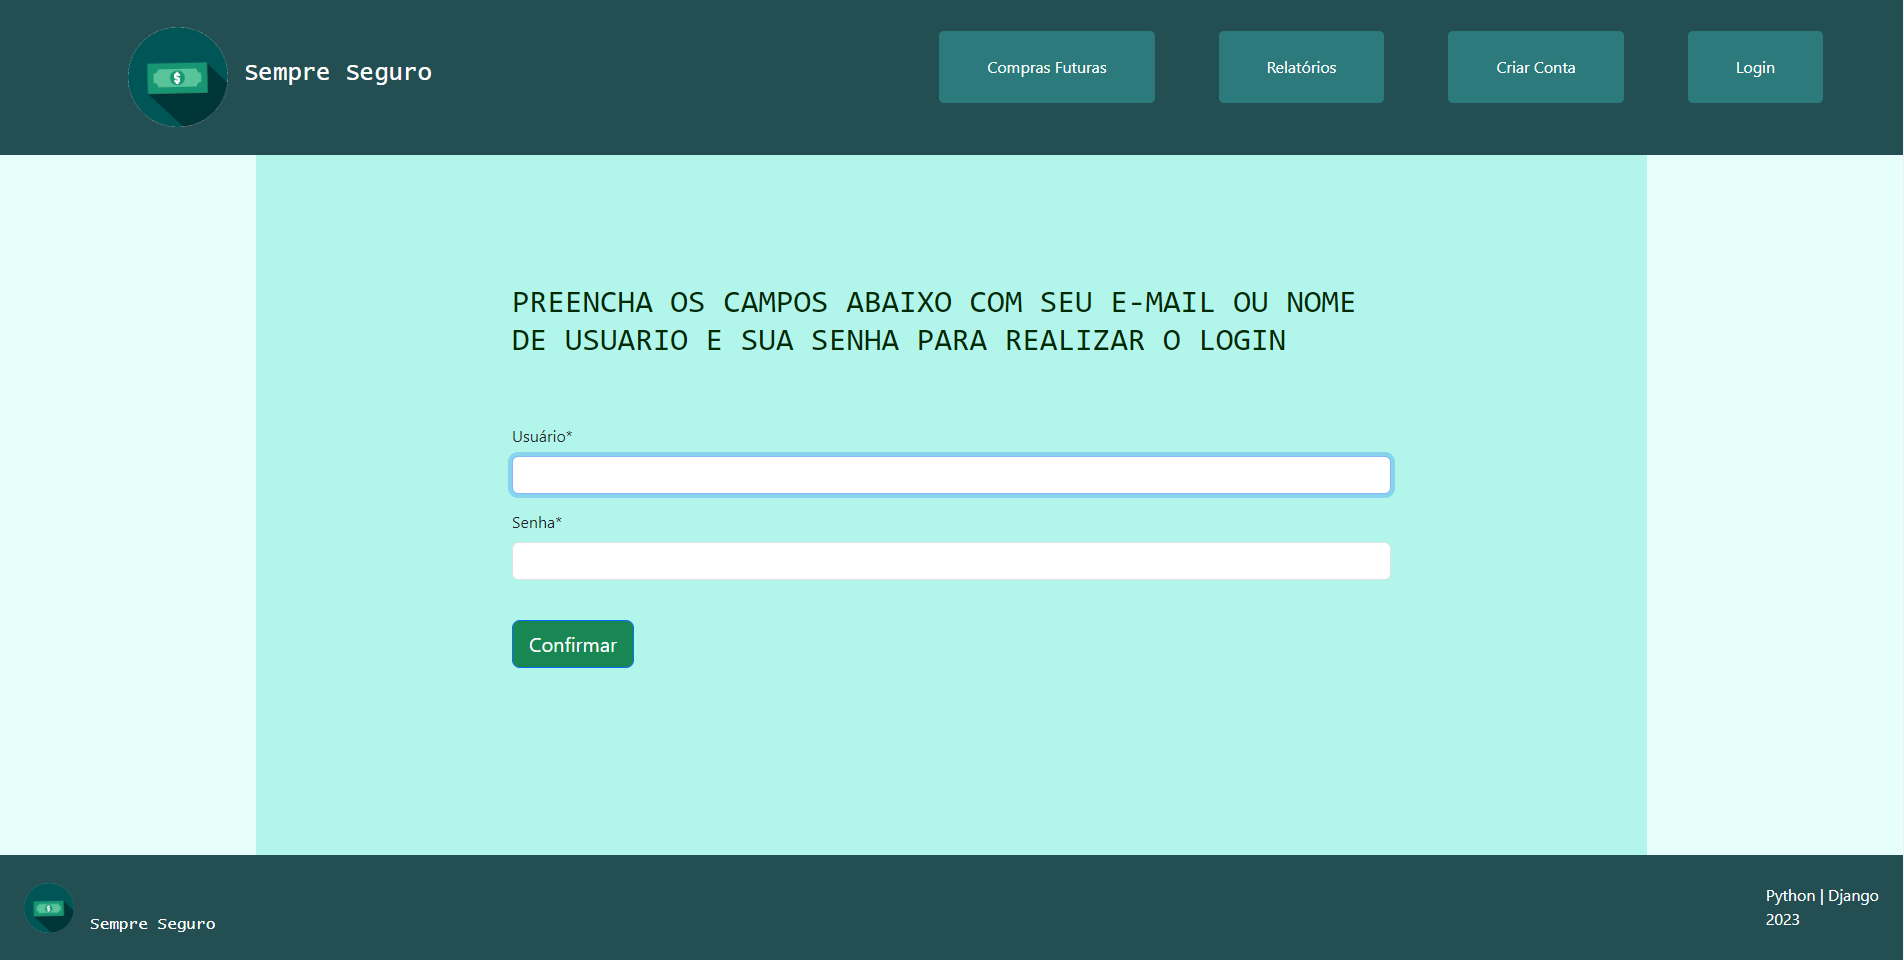 Sempre Seguro
Compras Futuras
Relatórios
Criar Conta
Login
PREENCHA OS CAMPOS ABAIXO COM SEU E-MAIL OU NOME
DE USUARIO E SUA SENHA PARA REALIZAR O LOGIN
Usuário*
Senha*
Confirmar
Sempre Seguro
Python | Django
2023